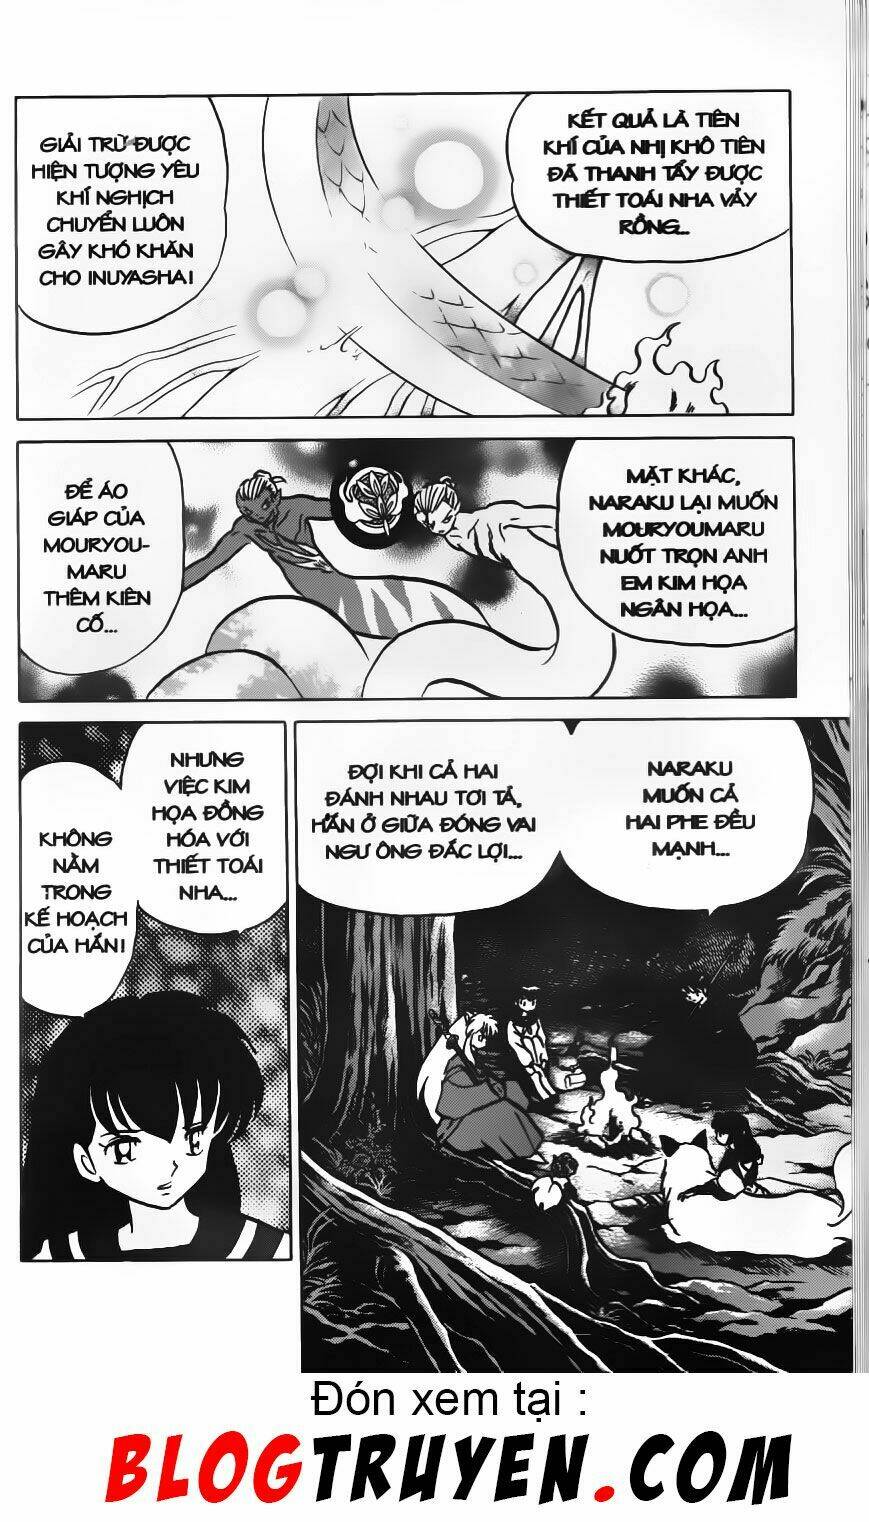 KẾT QUẢ LÀ TIÊN
KHÍ CỦA NHỊ KHÔ TIÊN
ĐÃ THANH TẨY ĐƯỢC
THIẾT TOÁI NHA VẢY
RỒNG...
GIẢI TRỪ ĐƯỢC
HIỆN TƯỢNG YÊU
KHÍ NGHỊCH
CHUYỂN LUÔN
GÂY KHÓ KHĂN
CHO INUYASHA!
MẶT KHÁC,
NARAKU LẠI MUỐN
MOURYOUMARU
NUỐT TRỌN ANH
EM KIM HỌA
NGÂN HỌA...
ĐỂ ÁO
GIÁP CỦA
MOURYOU-
MARU
THÊM KIÊN
CỐ...
NARAKU
MUỐN CẢ
HAI PHE ĐỀU
MẠNH...
ĐỢI KHI CẢ HAI
ĐÁNH NHAU TƠI TẢ,
HẮN Ở GIỮA ĐÓNG VAI
NGƯ ÔNG ĐẮC LỢI...
NHƯNG
VIỆC KIM
HỌA ĐỒNG
HÓA VỚI
THIẾT TOÁI
NHA...
KHÔNG
NẰM
TRONG
KẾ HOẠCH
CỦA HẮN!
Đón xem tại :
BLOGTRUYEN.COM